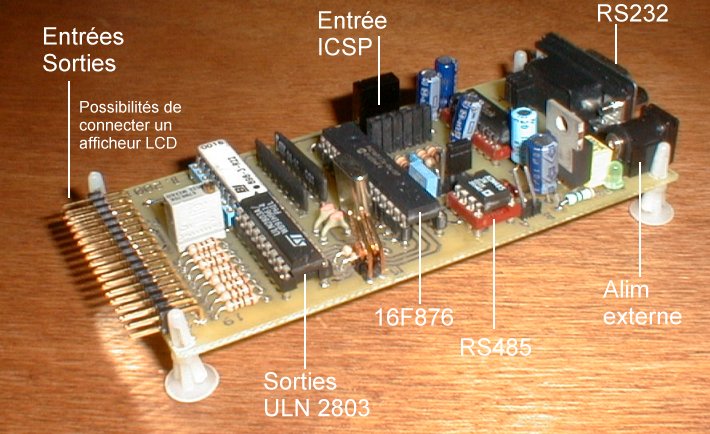 RS232
Entrée
ICSP
Entrées
Sorties
Possibilités de
connecter un
afficheur LCD
16F876
RS485
Alim
externe
Sorties
ULN 2803